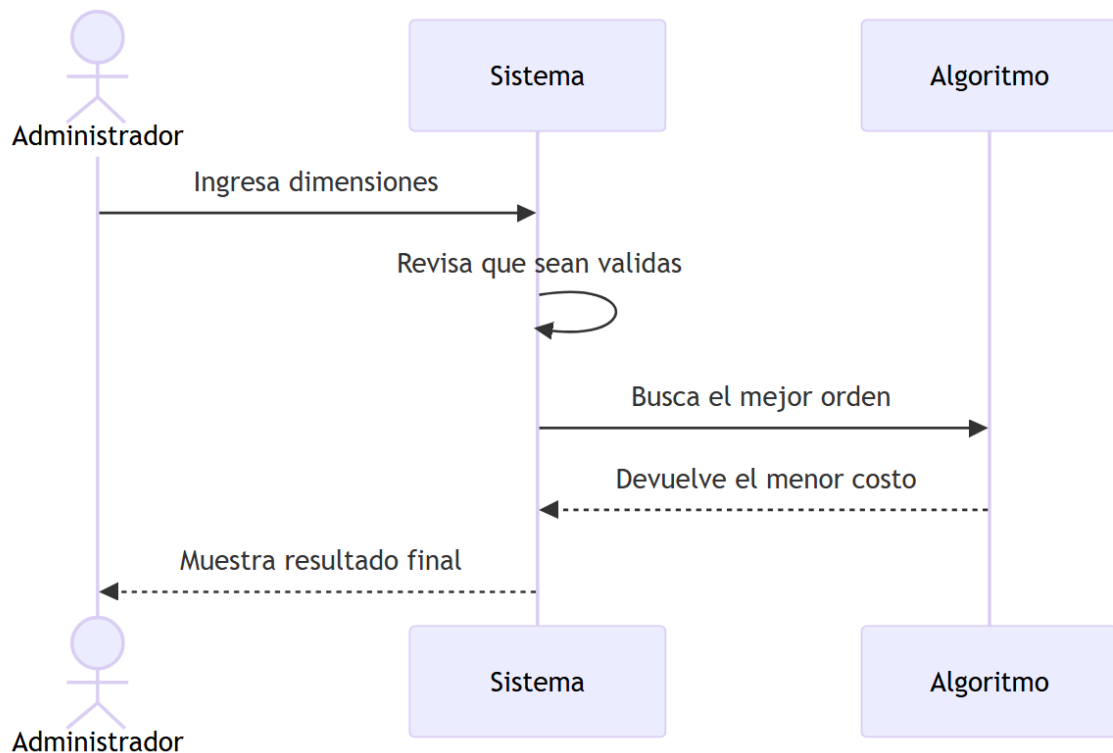 Sistema
Algoritmo
Administrador
Ingresa dimensiones
Revisa que sean validas
Busca el mejor orden
Devuelve el menor costo
Muestra resultado final
Sistema
Algoritmo
Administrador